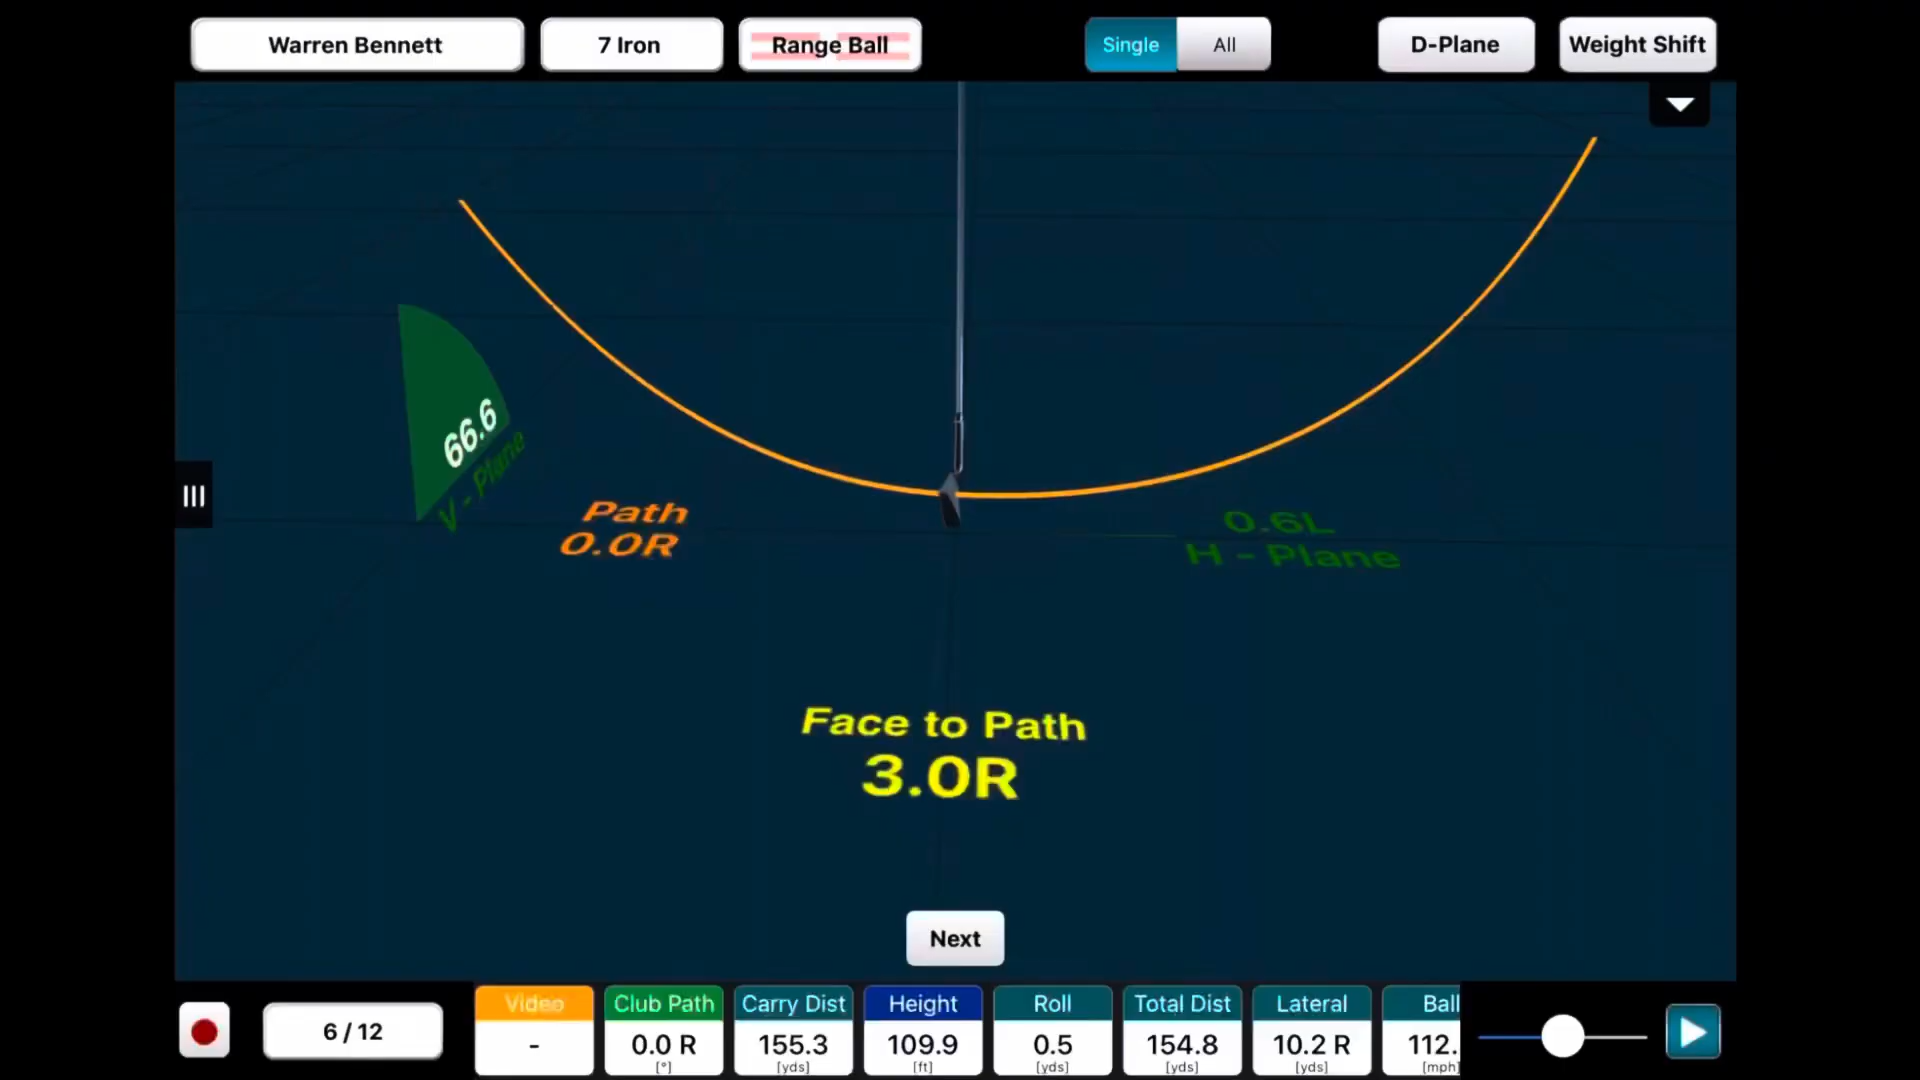 Warren Bennett
7 Iron
Range Ball
Single
All
D-Plane
Weight Shift
66.6
V - Plane
Path
0.0R
0.6L
H - Plane
Face to Path
3.0R
Next
6 / 12
Video
-
Club Path
0.0 R
[°]
Carry Dist
155.3
[yds]
Height
109.9
[ft]
Roll
0.5
[yds]
Total Dist
154.8
[yds]
Lateral
10.2 R
[yds]
Ball
112.
[mph]